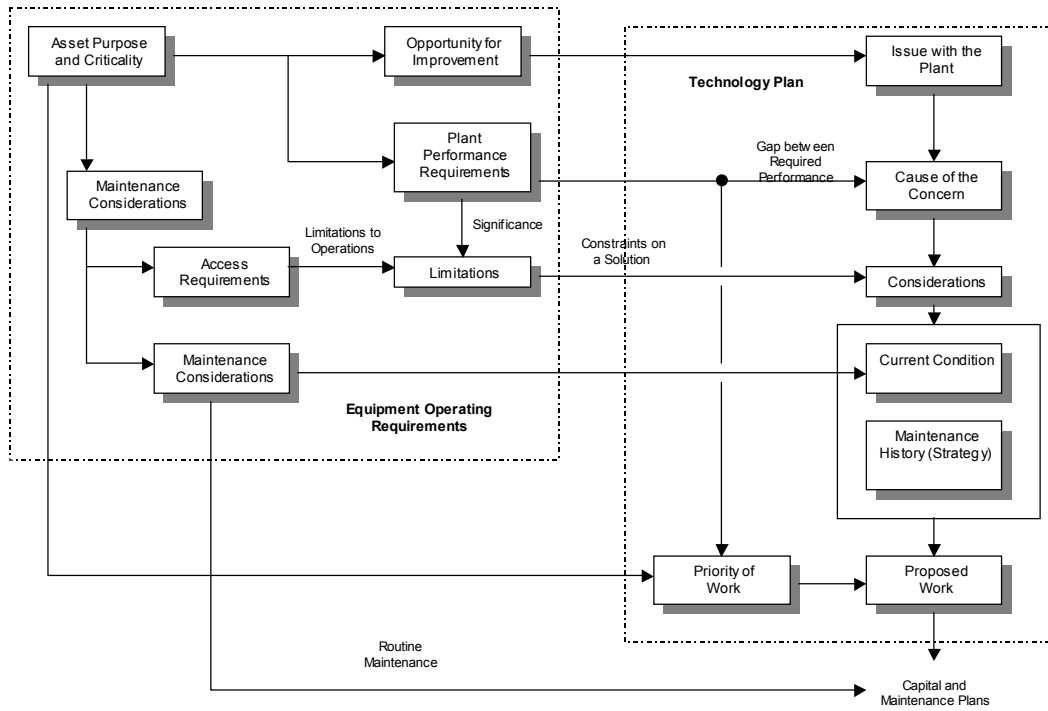 Asset Purpose
and Criticality
Opportunity for
Improvement
Issue with the
Plant
Technology Plan
Plant
Performance
Requirements
Gap between
Required
Performance
Cause of the
Concern
Maintenance
Considerations
Significance
Limitations to
Operations
Constraints on
a Solution
Access
Requirements
Limitations
Considerations
Maintenance
Considerations
Current Condition
Equipment Operating
Requirements
Maintenance
History (Strategy)
Priority of
Work
Proposed
Work
Routine
Maintenance
Capital and
Maintenance Plans